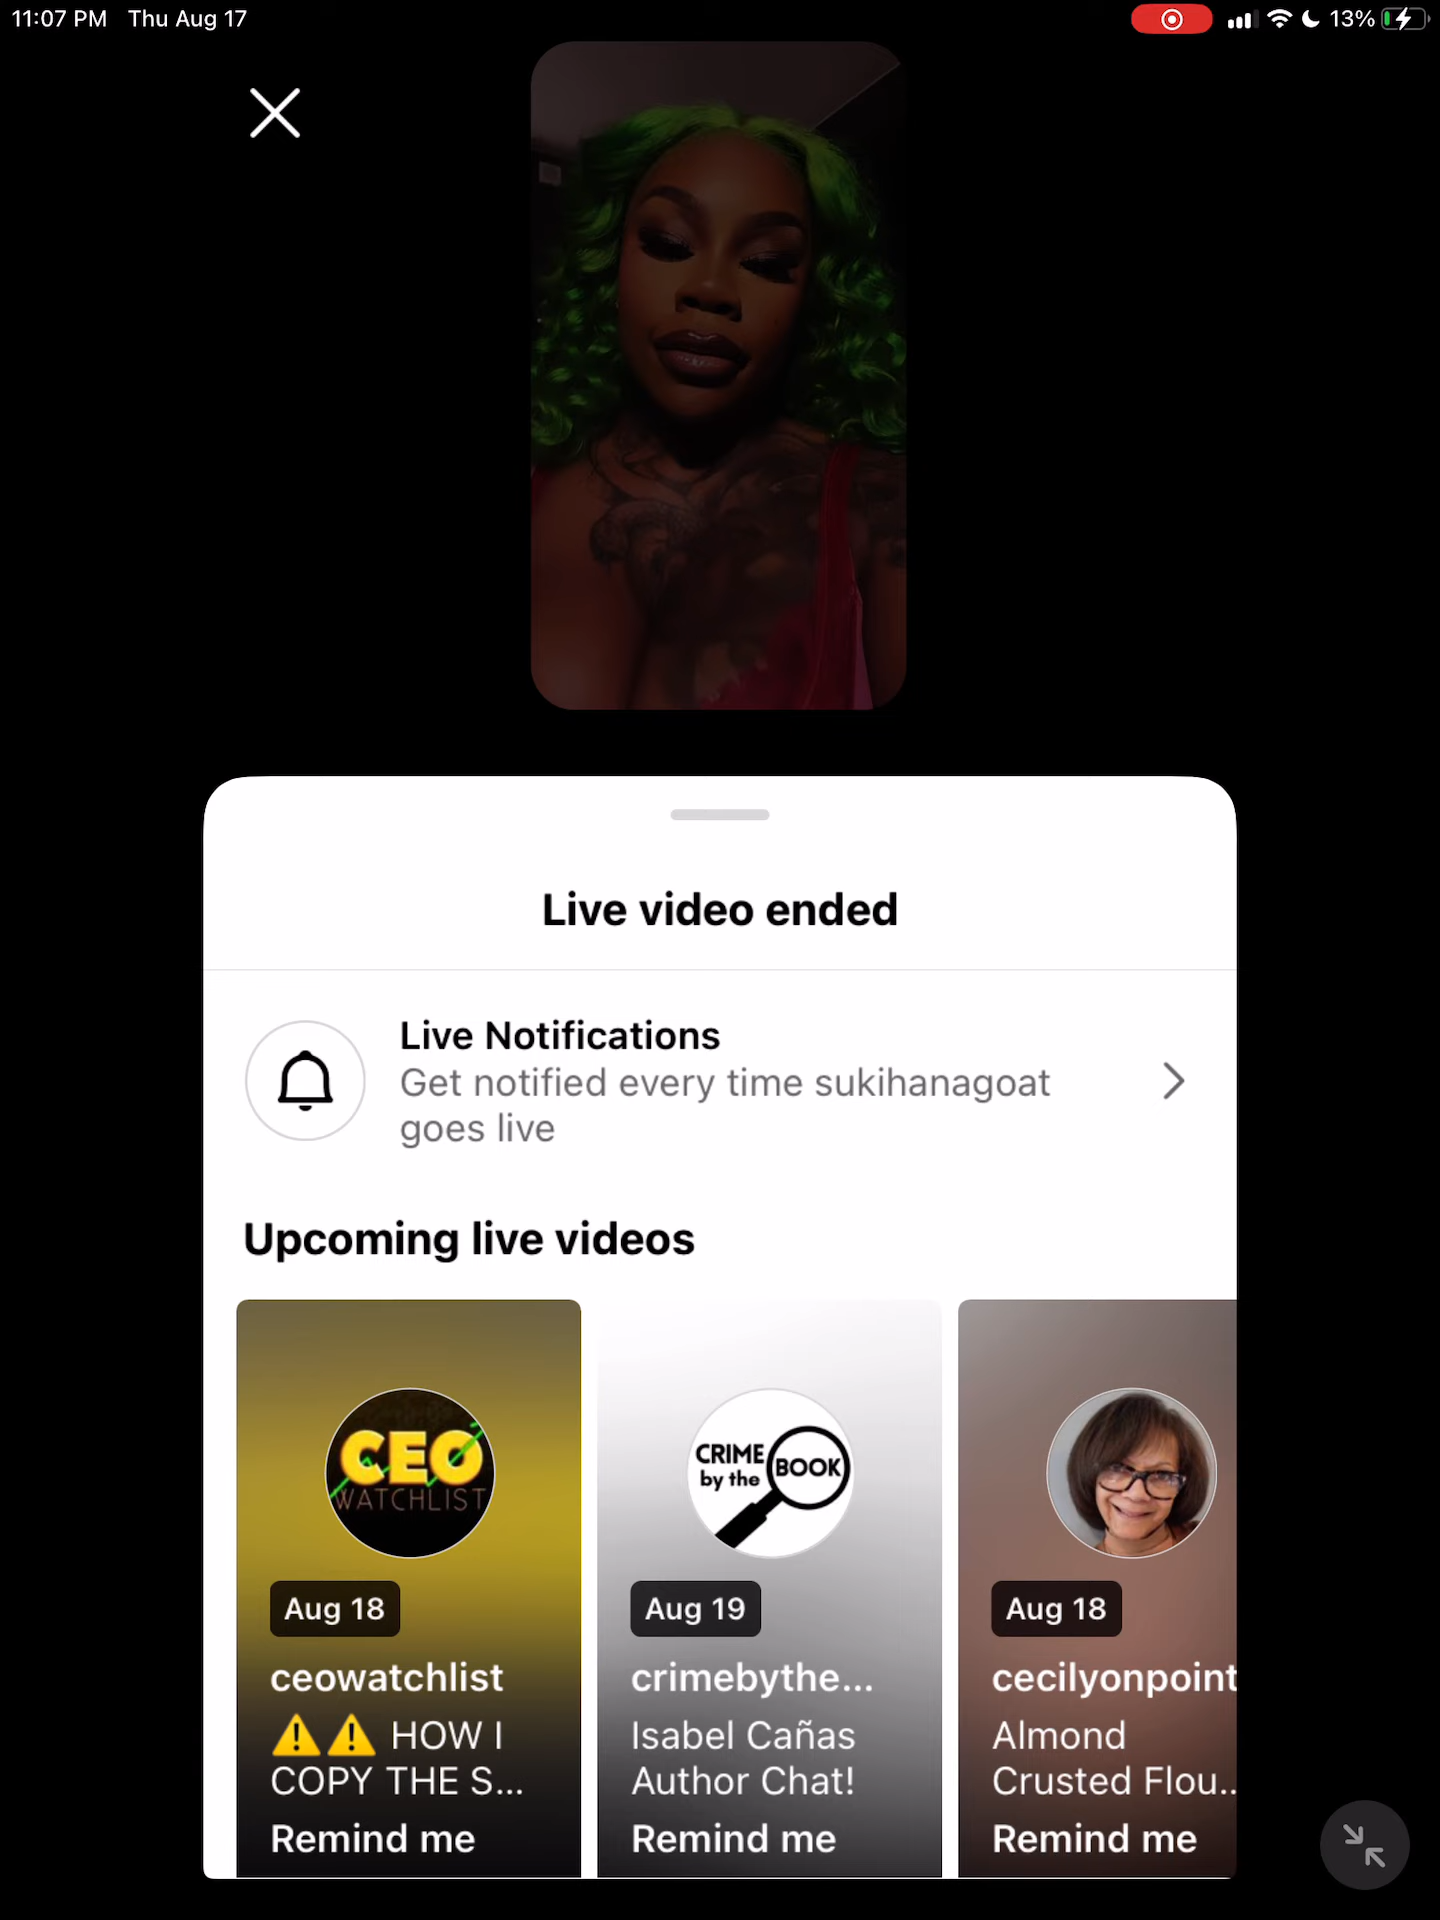 11:07 PM Thu Aug 17
13%
Live video ended
Live Notifications
Get notified every time sukihanagoat
goes live
Upcoming live videos
CEO
WATCHLIST
Aug 18
ceowatchlist
⚠️⚠️ HOW I
COPY THE S...
Remind me
CRIME
by the
BOOK
Aug 19
crimebythe...
Isabel Cañas
Author Chat!
Remind me
Aug 18
cecilyonpoint
Almond
Crusted Flou..
Remind me